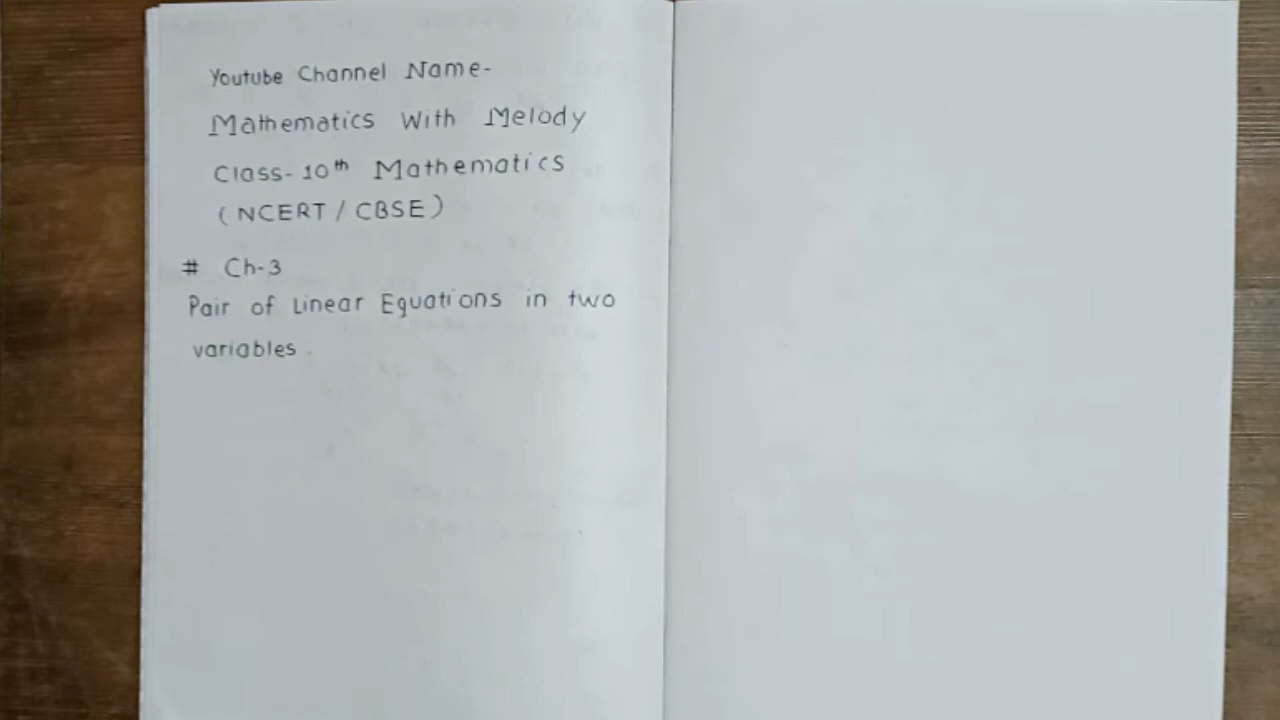 Youtube Channel Name-
Mathematics With Melody
Class-10th Mathematics
(NCERT / CBSE)
# Ch-3
Pair of Linear Equations in two
variables.